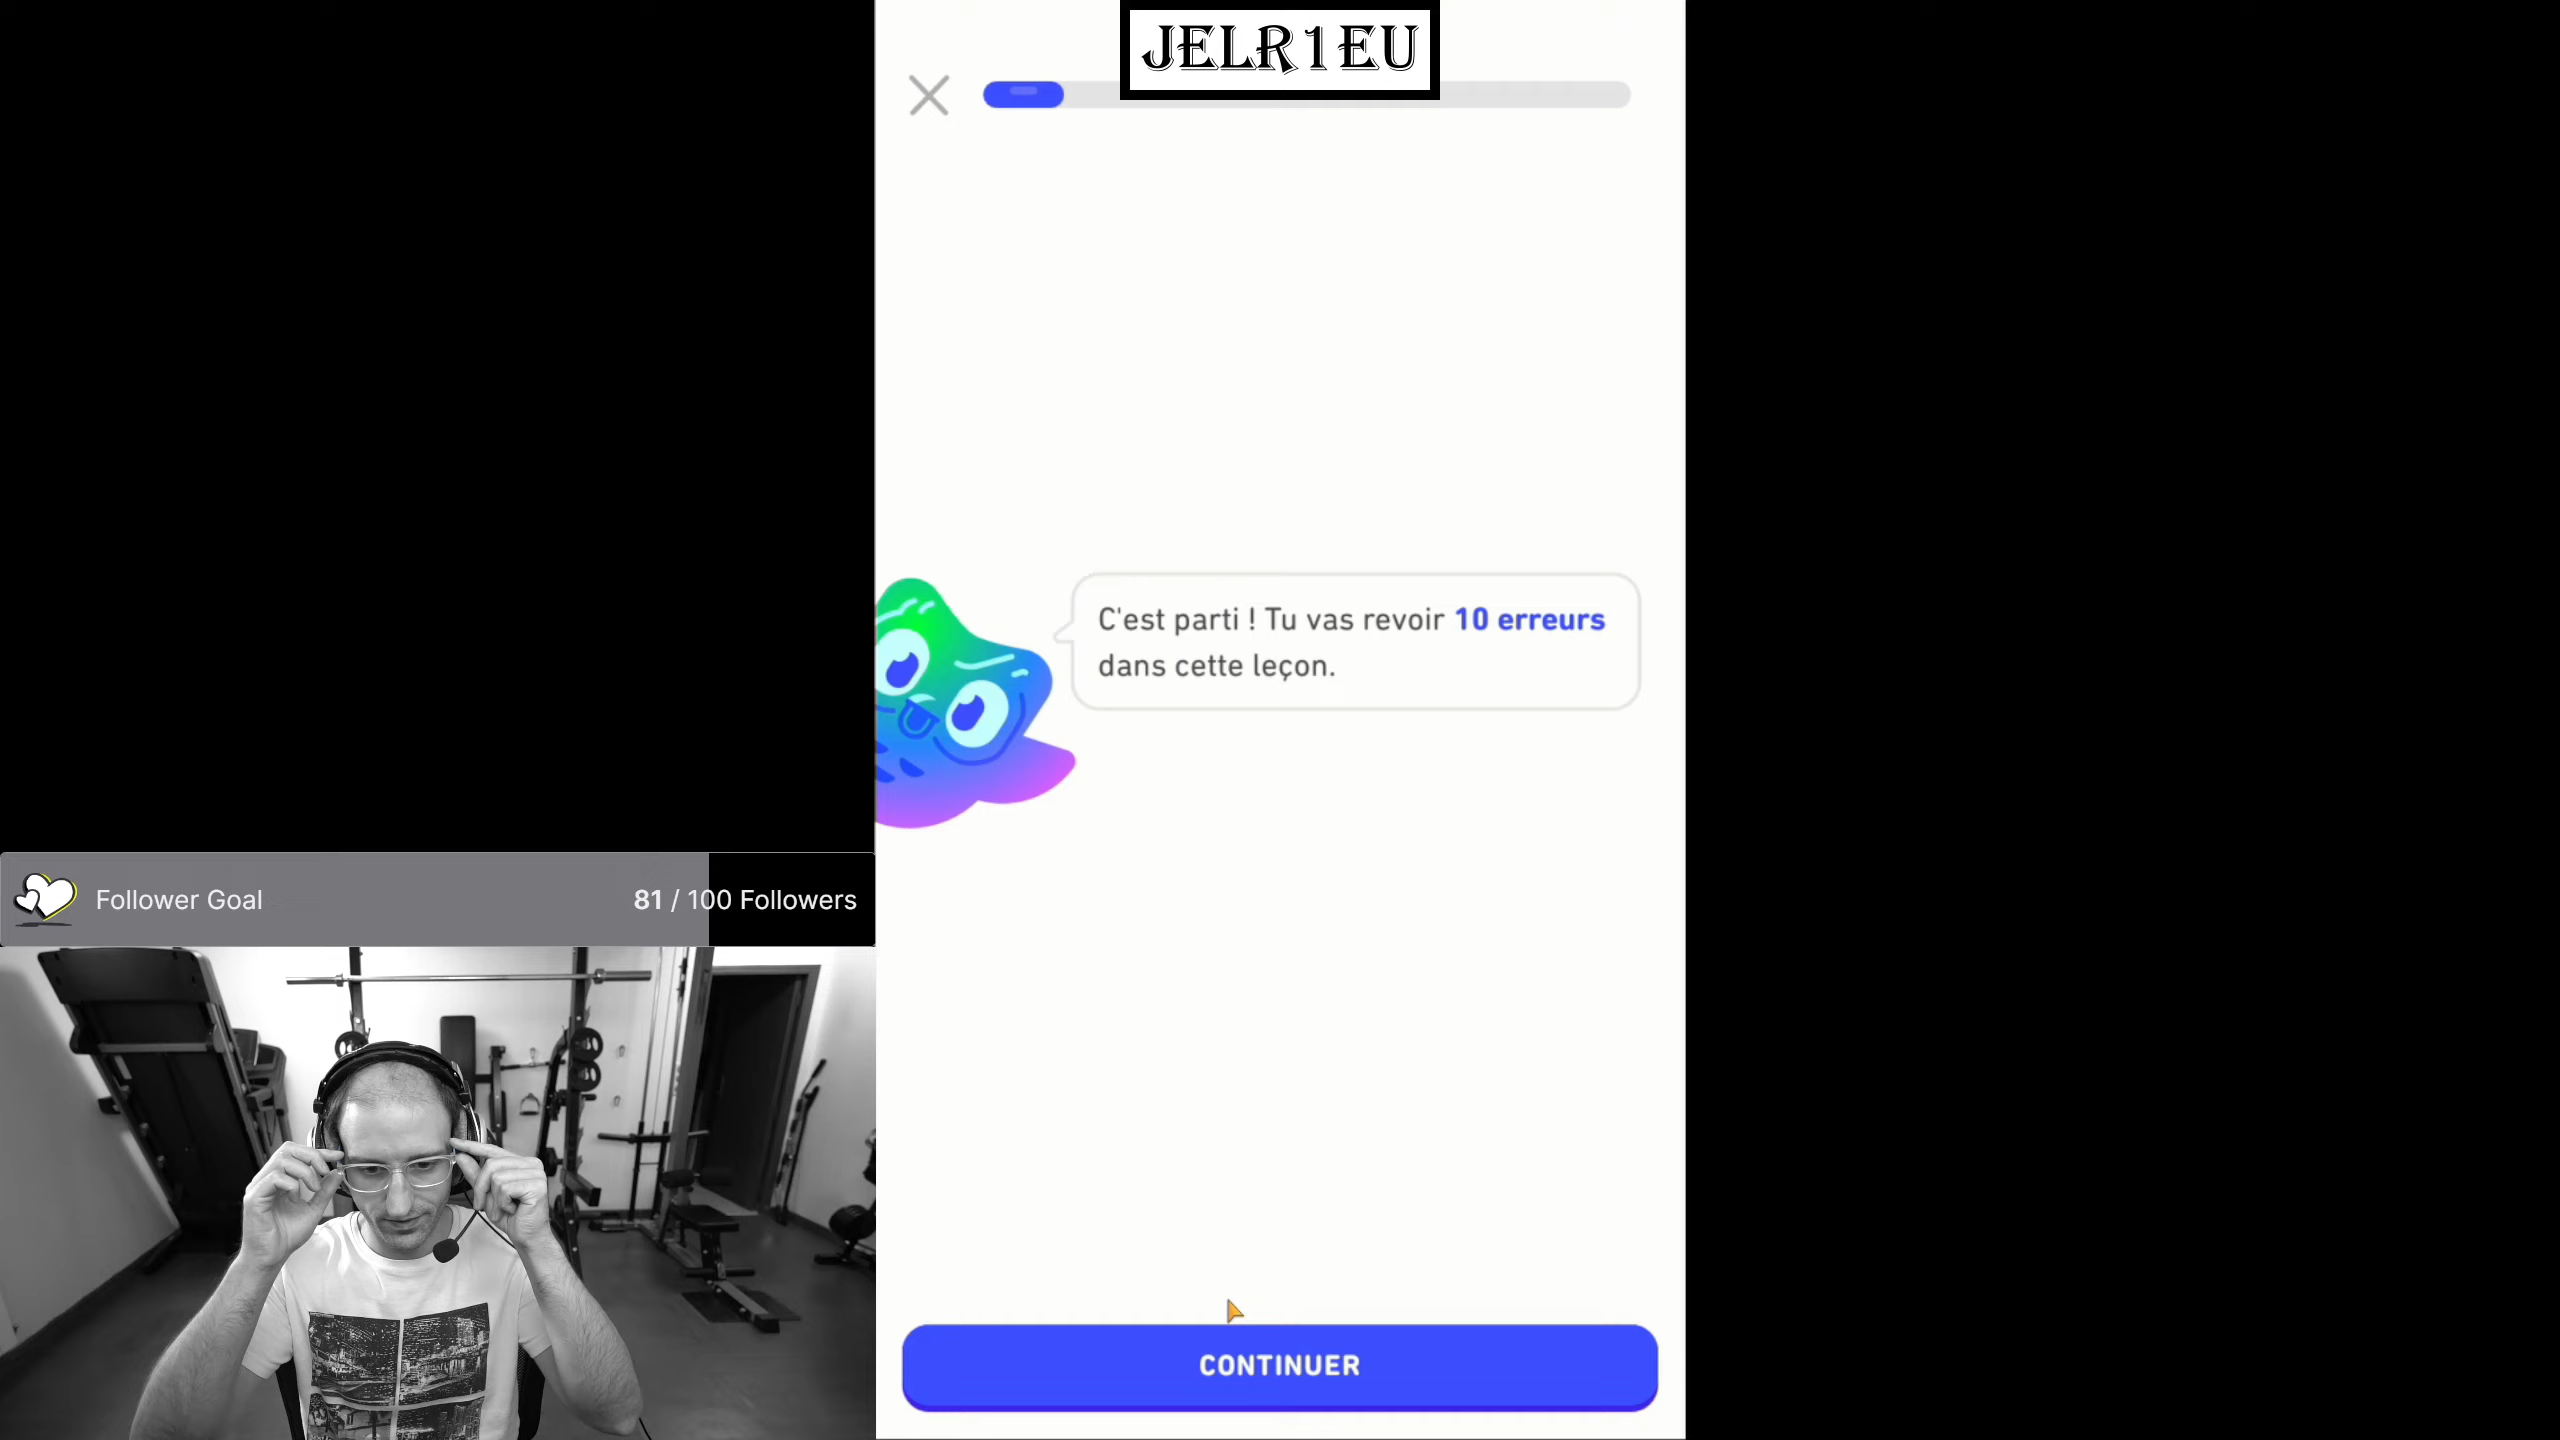 JELR1EU
C'est parti ! Tu vas revoir 10 erreurs
dans cette leçon.
Follower Goal
81 / 100 Followers
CONTINUER